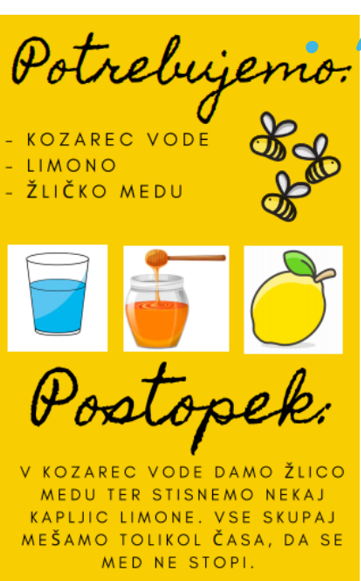 Potrebujemo:
- KOZAREC VODE
- LIMONO
- ŽLIČKO MEDU
Postopek:
V KOZAREC VODE DAMO ŽLICO
MEDU TER STISNEMO NEKAJ
KAPLJIC LIMONE. VSE SKUPAJ
MEŠAMO TOLIKOL ČASA, DA SE
MED NE STOPI.